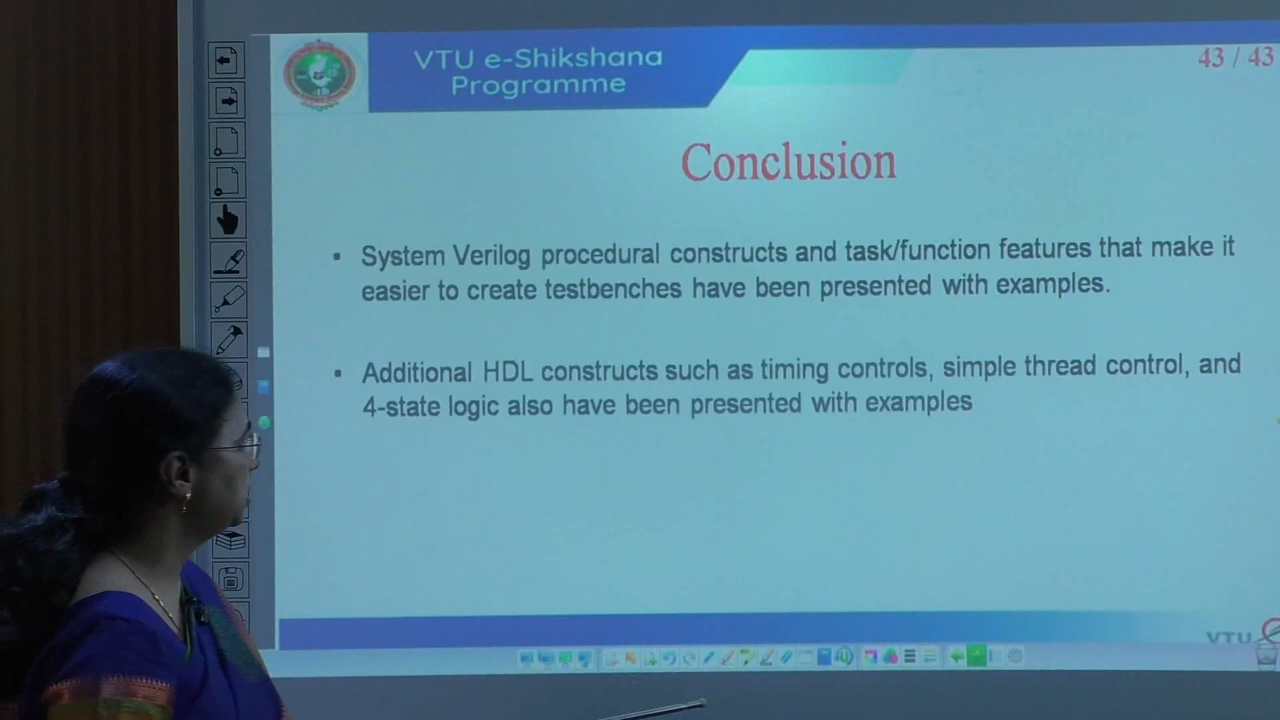 VTU e-Shikshana
Programme
43 / 43
Conclusion
• System Verilog procedural constructs and task/function features that make it
easier to create testbenches have been presented with examples.
• Additional HDL constructs such as timing controls, simple thread control, and
4-state logic also have been presented with examples
VTU